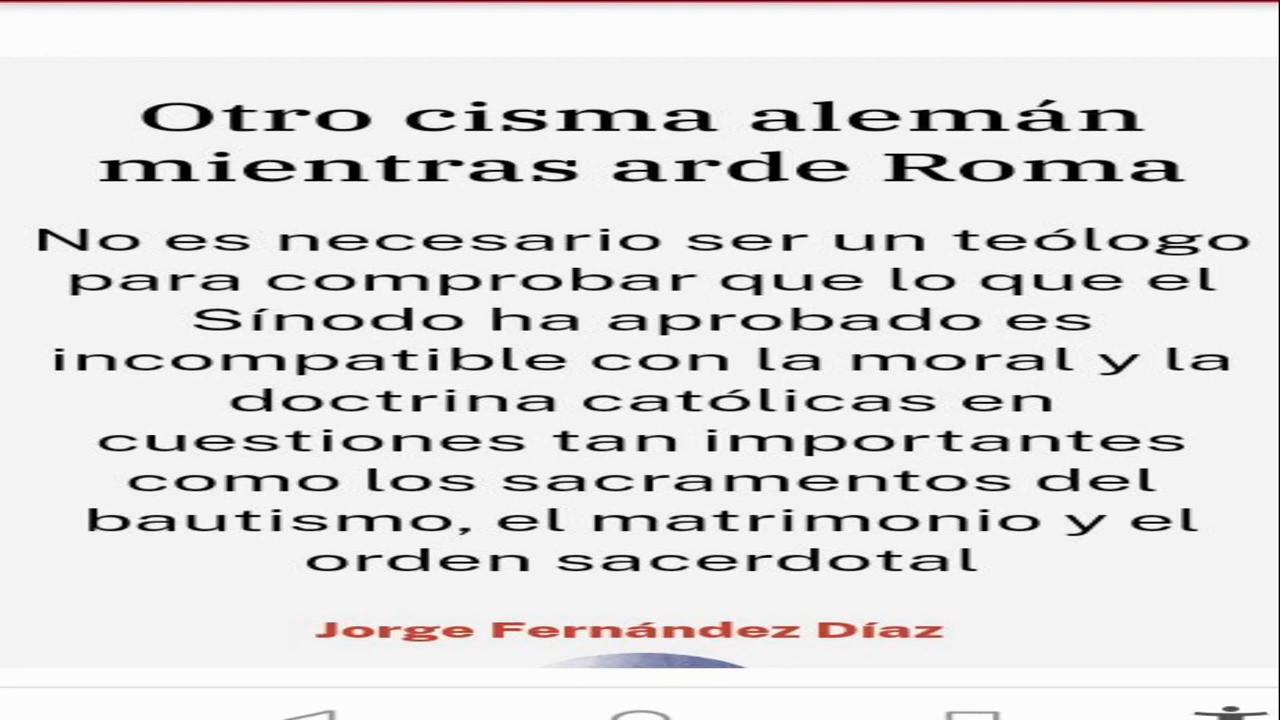 Otro cisma alemán
mientras arde Roma
No es necesario ser un teólogo
para comprobar que lo que el
Sínodo ha aprobado es
incompatible con la moral y la
doctrina católicas en
cuestiones tan importantes
como los sacramentos del
bautismo, el matrimonio y el
orden sacerdotal
Jorge Fernández Díaz